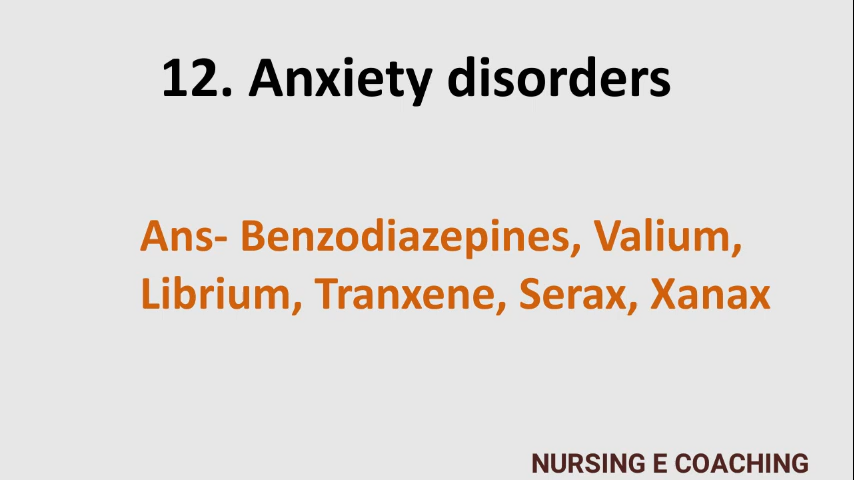 12. Anxiety disorders
Ans- Benzodiazepines, Valium,
Librium, Tranxene, Serax, Xanax
NURSING E COACHING